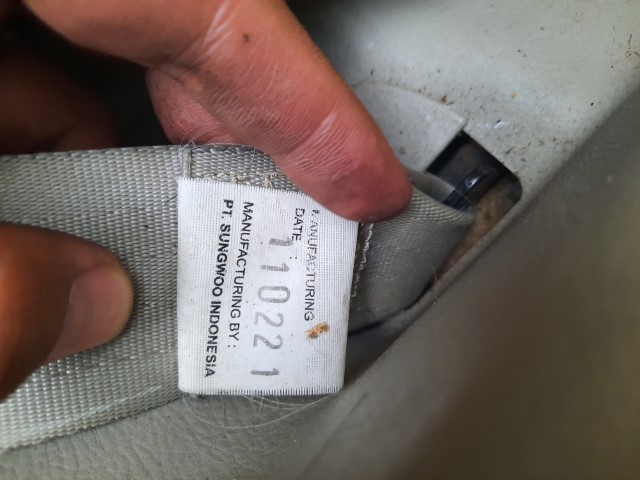 MANUFACTURING
DATE :
110221
MANUFACTURING BY :
PT. SUNGWOO INDONESIA